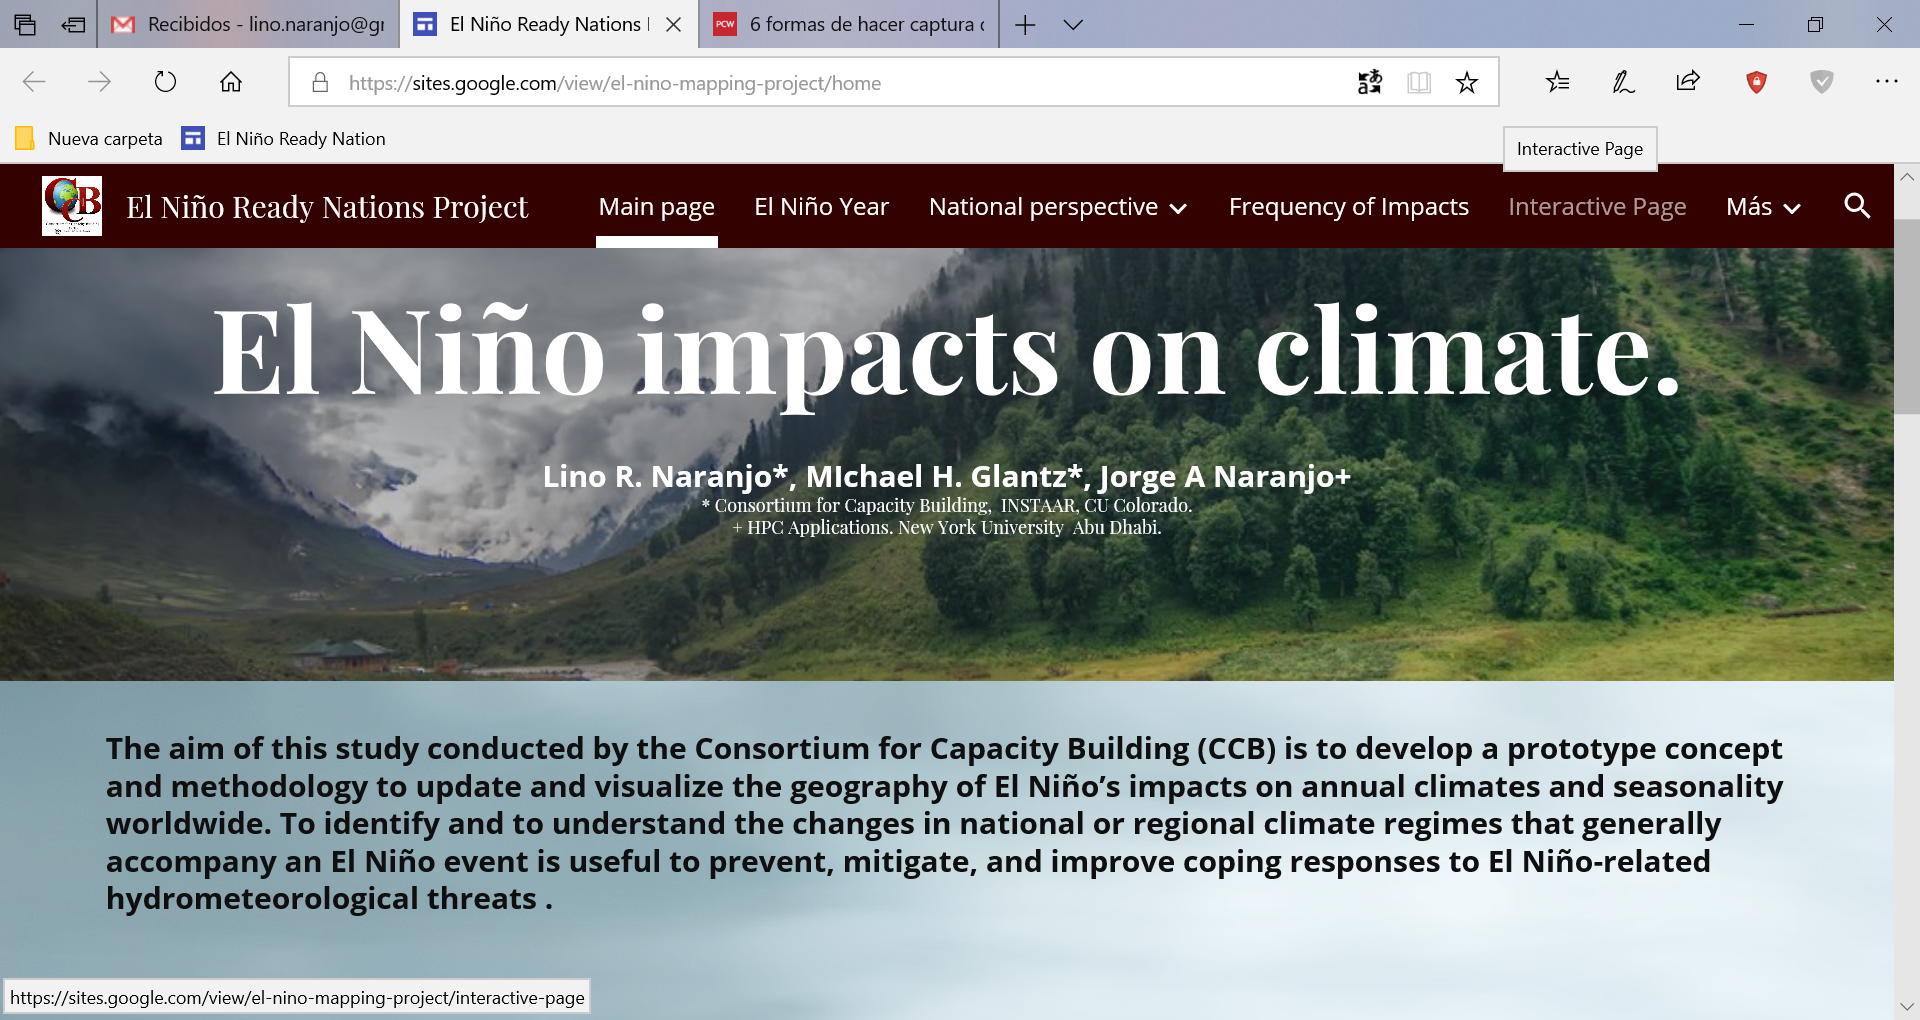 Recibidos - lino.naranjo@gr
El Niño Ready Nations
PCW 6 formas de hacer captura
https://sites.google.com/view/el-nino-mapping-project/home
Nueva carpeta
El Niño Ready Nation
Interactive Page
CCB
El Niño Ready Nations Project
Main page
El Niño Year
National perspective
Frequency of Impacts
Interactive Page
Más
El Niño impacts on climate.
Lino R. Naranjo*, MIchael H. Glantz*, Jorge A Naranjo+
* Consortium for Capacity Building, INSTAAR, CU Colorado.
+ HPC Applications. New York University Abu Dhabi.
The aim of this study conducted by the Consortium for Capacity Building (CCB) is to develop a prototype concept
and methodology to update and visualize the geography of El Niño’s impacts on annual climates and seasonality
worldwide. To identify and to understand the changes in national or regional climate regimes that generally
accompany an El Niño event is useful to prevent, mitigate, and improve coping responses to El Niño-related
hydrometeorological threats .
https://sites.google.com/view/el-nino-mapping-project/interactive-page